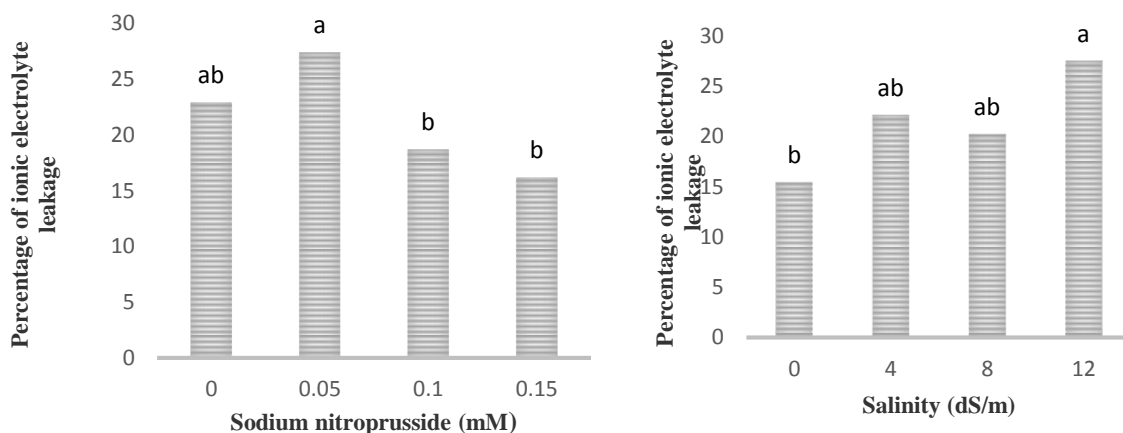 Percentage of ionic electrolyte
leakage
30
25
20
15
10
5
0
ab
a
b
b
0 0.05 0.1 0.15
Sodium nitroprusside (mM)
Percentage of ionic electrolyte
leakage
30
25
20
15
10
5
0
b
ab
ab
a
0 4 8 12
Salinity (dS/m)